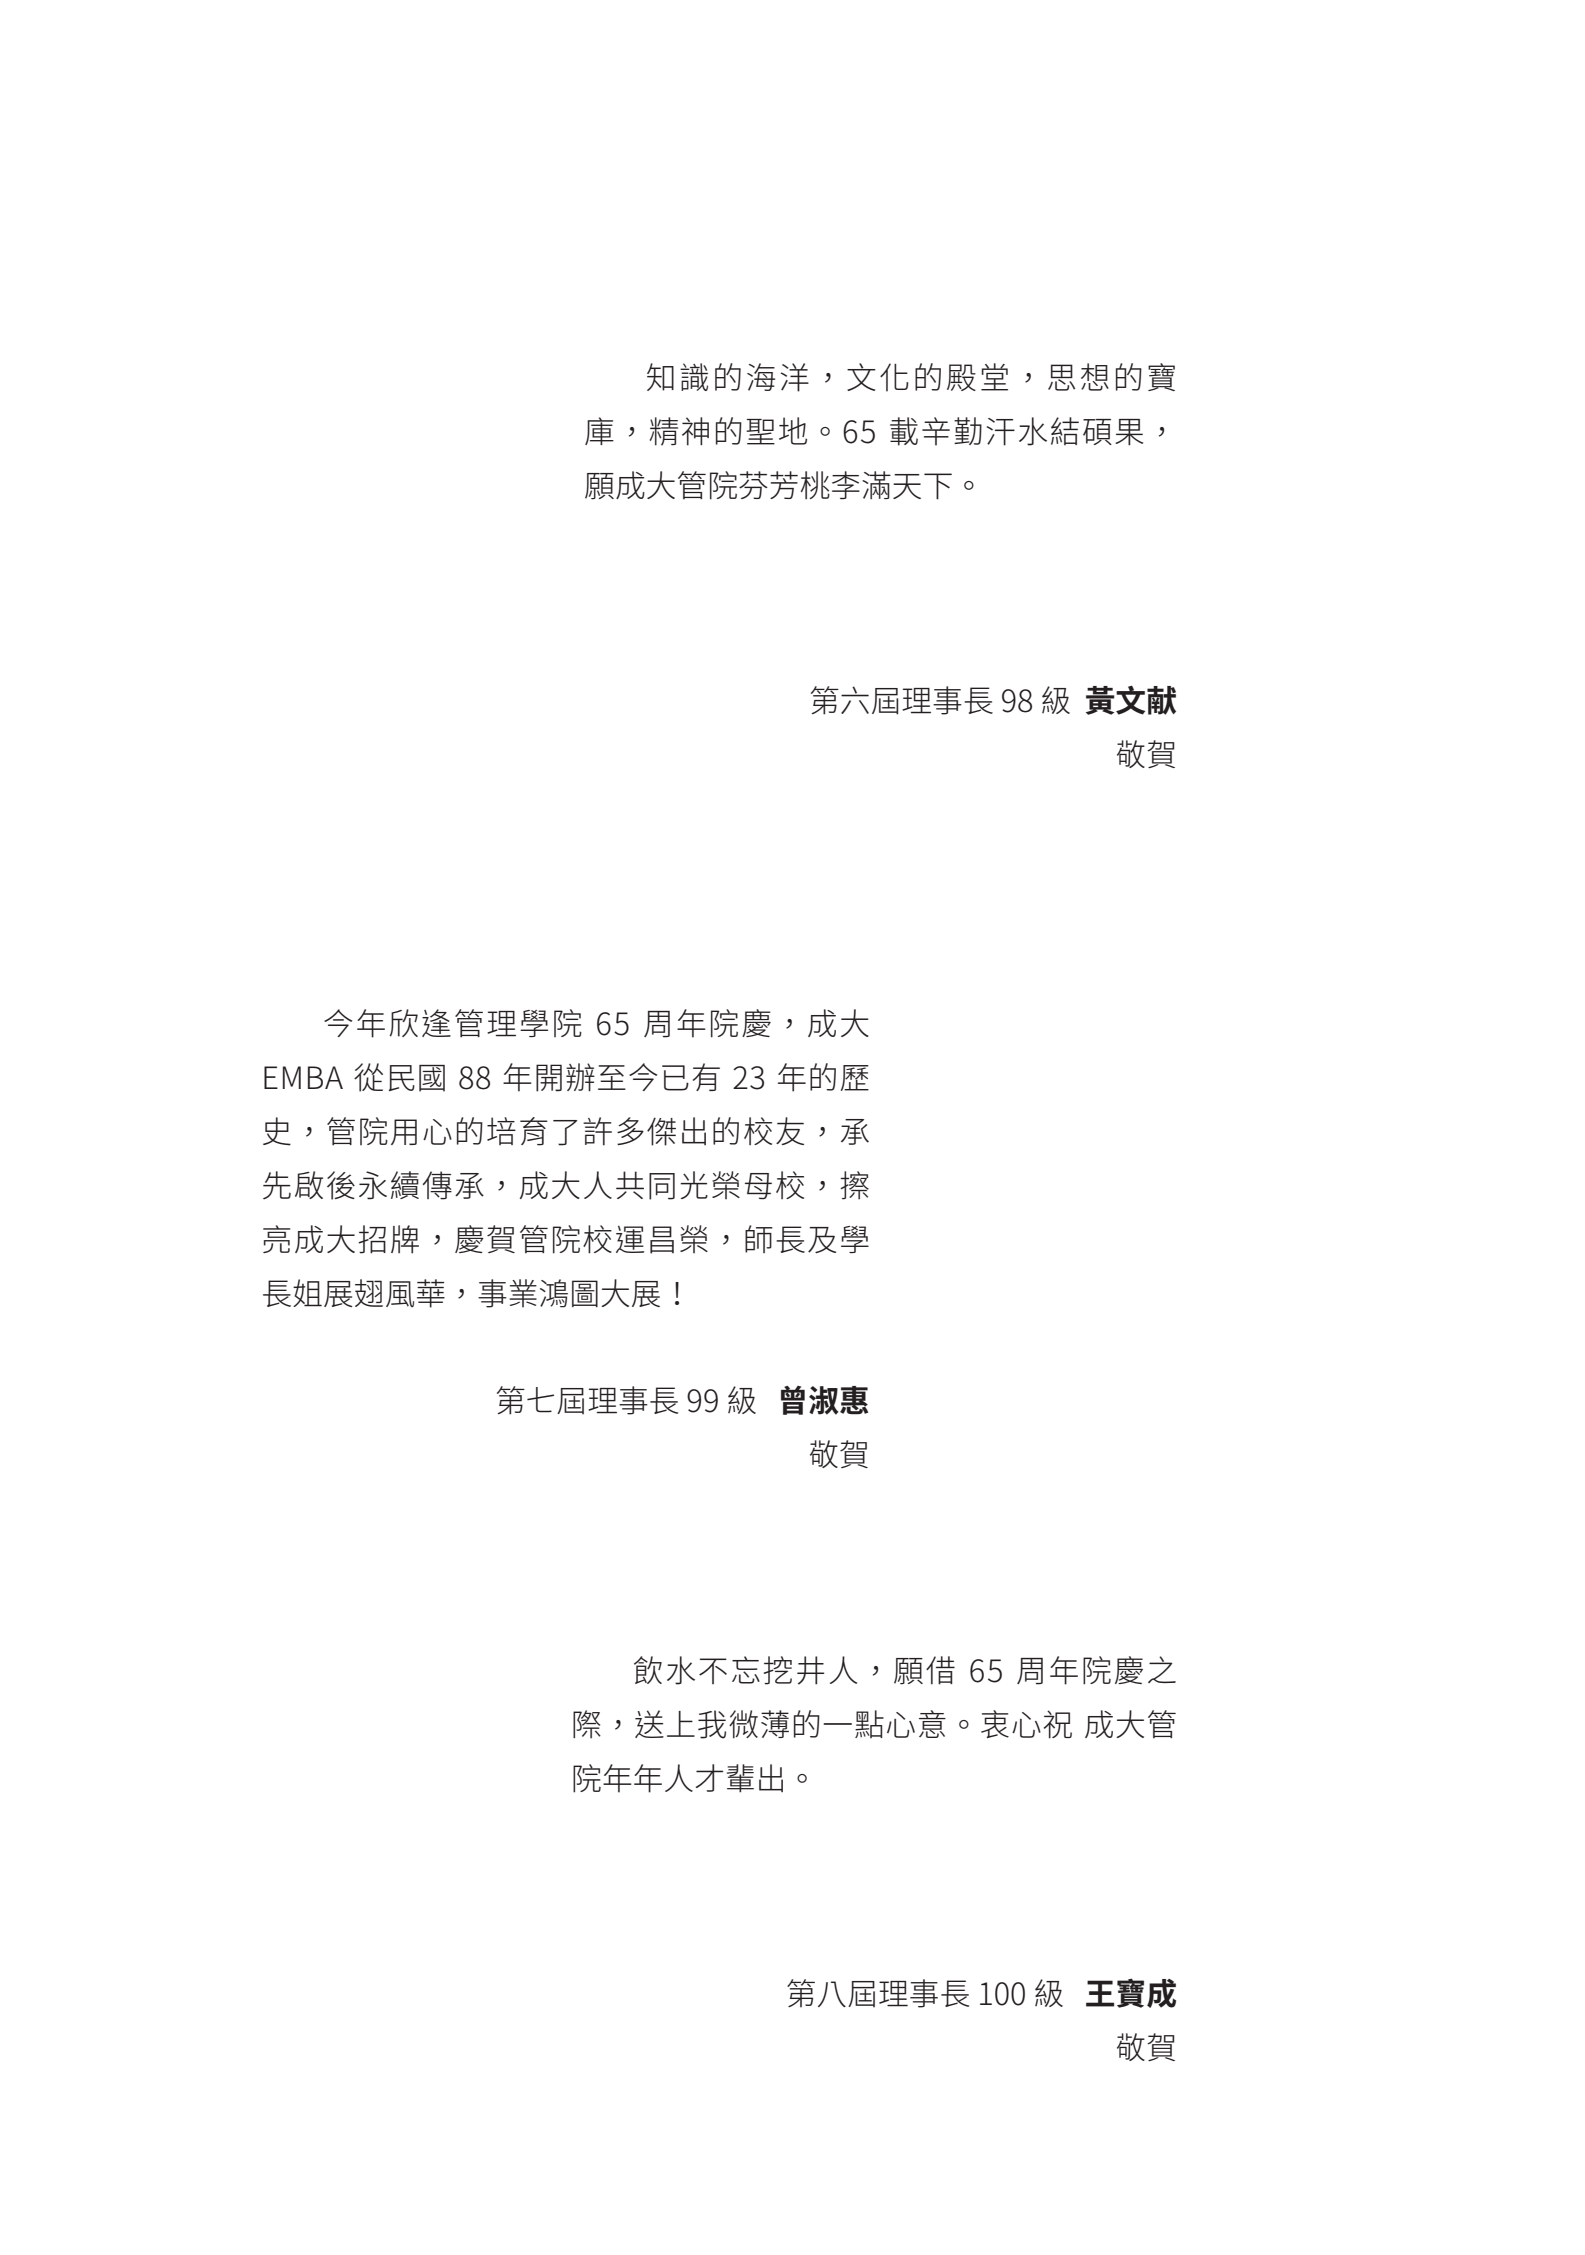 知識的海洋，文化的殿堂，思想的寶
庫，精神的聖地。65 載辛勤汗水結碩果，
願成大管院芬芳桃李滿天下。
第六屆理事長 98 級 黃文献
敬賀
今年欣逢管理學院 65 周年院慶，成大
EMBA 從民國 88 年開辦至今已有 23 年的歷
史，管院用心的培育了許多傑出的校友，承
先啟後永續傳承，成大人共同光榮母校，擦
亮成大招牌，慶賀管院校運昌榮，師長及學
長姐展翅風華，事業鴻圖大展！
第七屆理事長 99 級 曾淑惠
敬賀
飲水不忘挖井人，願借 65 周年院慶之
際，送上我微薄的一點心意。衷心祝 成大管
院年年人才輩出。
第八屆理事長 100 級 王寶成
敬賀